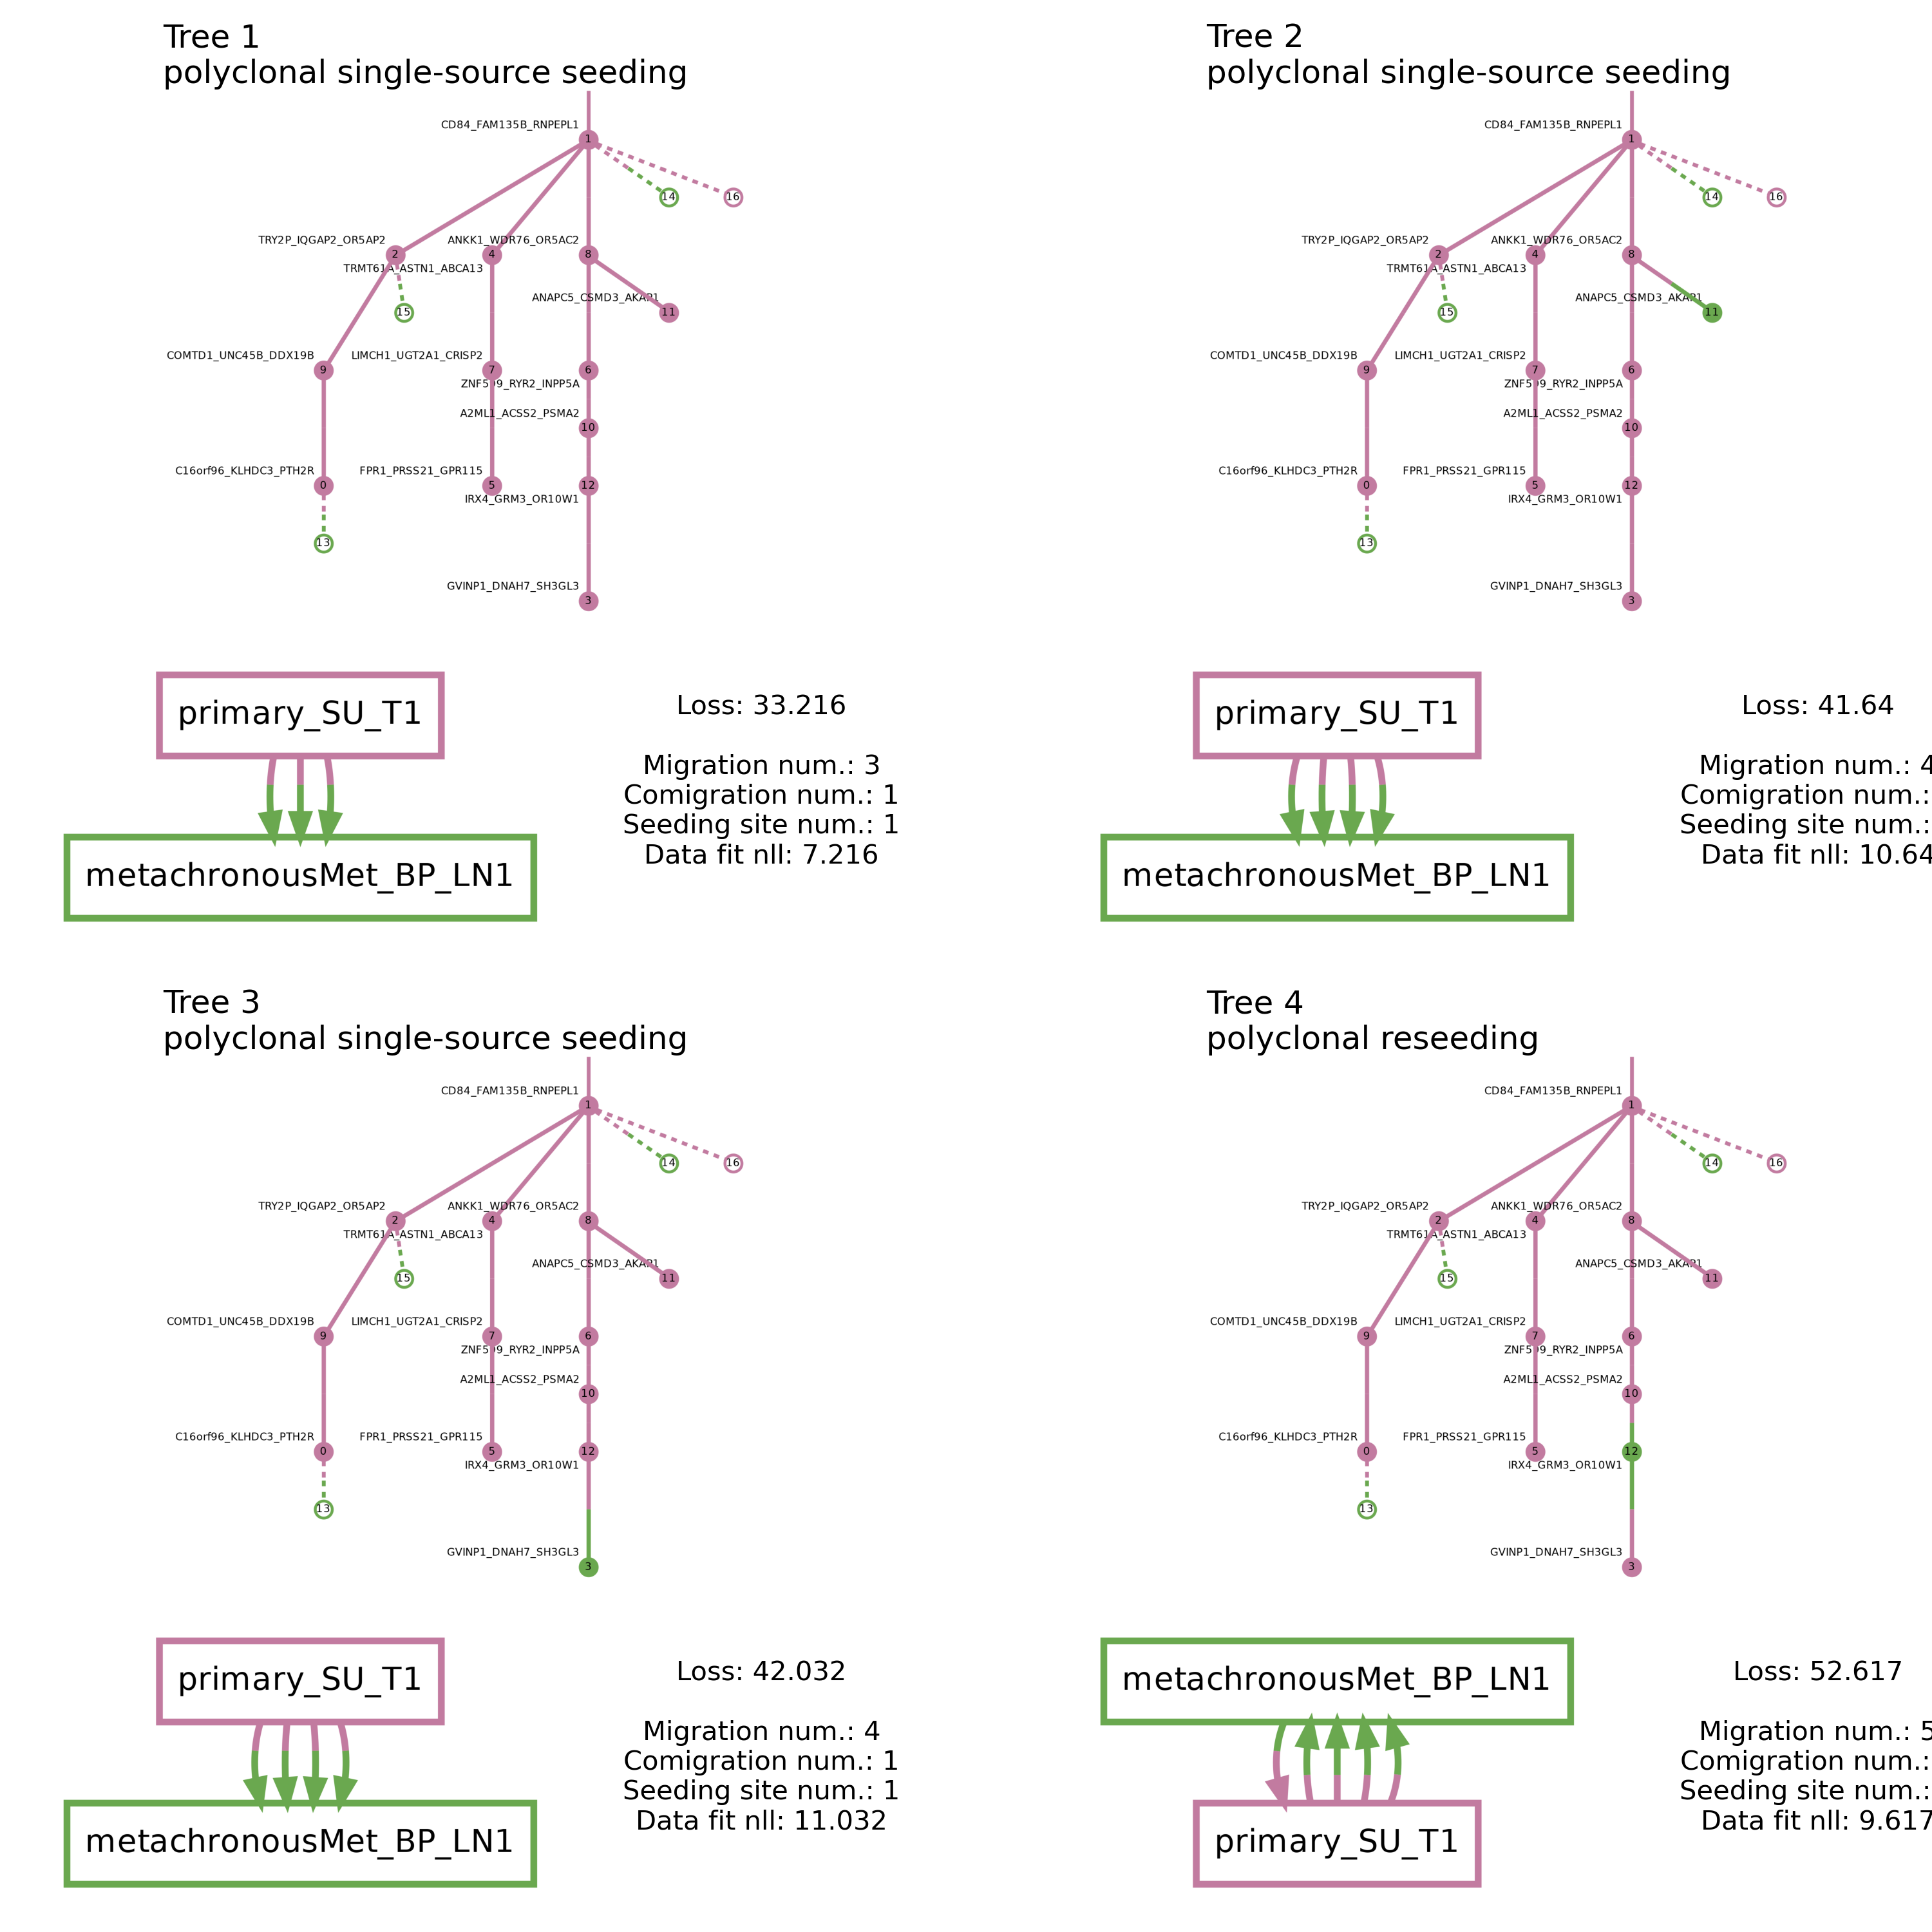 Tree 1
polyclonal single-source seeding
CD84_FAM135B_RNPEPL1
1
14
16
TRY2P_IQGAP2_OR5AP2
ANKK1_WDR76_OR5AC2
2
4
8
TRMT61A_ASTN1_ABCA13
ANAPC5_CSMD3_AKAP1
15
11
COMTD1_UNC45B_DDX19B
LIMCH1_UGT2A1_CRISP2
9
7
6
ZNF599_RYR2_INPP5A
A2ML1_ACSS2_PSMA2
10
C16orf96_KLHDC3_PTH2R
FPR1_PRSS21_GPR115
0
5
12
IRX4_GRM3_OR10W1
13
GVINP1_DNAH7_SH3GL3
3
primary_SU_T1
metachronousMet_BP_LN1
Loss: 33.216
Migration num.: 3
Comigration num.: 1
Seeding site num.: 1
Data fit nll: 7.216
Tree 2
polyclonal single-source seeding
CD84_FAM135B_RNPEPL1
1
14
16
TRY2P_IQGAP2_OR5AP2
ANKK1_WDR76_OR5AC2
2
4
8
TRMT61A_ASTN1_ABCA13
ANAPC5_CSMD3_AKAP1
15
11
COMTD1_UNC45B_DDX19B
LIMCH1_UGT2A1_CRISP2
9
7
6
ZNF599_RYR2_INPP5A
A2ML1_ACSS2_PSMA2
10
C16orf96_KLHDC3_PTH2R
FPR1_PRSS21_GPR115
0
5
12
IRX4_GRM3_OR10W1
13
GVINP1_DNAH7_SH3GL3
3
primary_SU_T1
metachronousMet_BP_LN1
Loss: 41.64
Migration num.: 4
Comigration num.:
Seeding site num.:
Data fit nll: 10.64
Tree 3
polyclonal single-source seeding
CD84_FAM135B_RNPEPL1
1
14
16
TRY2P_IQGAP2_OR5AP2
ANKK1_WDR76_OR5AC2
2
4
8
TRMT61A_ASTN1_ABCA13
ANAPC5_CSMD3_AKAP1
15
11
COMTD1_UNC45B_DDX19B
LIMCH1_UGT2A1_CRISP2
9
7
6
ZNF599_RYR2_INPP5A
A2ML1_ACSS2_PSMA2
10
C16orf96_KLHDC3_PTH2R
FPR1_PRSS21_GPR115
0
5
12
IRX4_GRM3_OR10W1
13
GVINP1_DNAH7_SH3GL3
3
primary_SU_T1
metachronousMet_BP_LN1
Loss: 42.032
Migration num.: 4
Comigration num.: 1
Seeding site num.: 1
Data fit nll: 11.032
Tree 4
polyclonal reseeding
CD84_FAM135B_RNPEPL1
1
14
16
TRY2P_IQGAP2_OR5AP2
ANKK1_WDR76_OR5AC2
2
4
8
TRMT61A_ASTN1_ABCA13
ANAPC5_CSMD3_AKAP1
15
11
COMTD1_UNC45B_DDX19B
LIMCH1_UGT2A1_CRISP2
9
7
6
ZNF599_RYR2_INPP5A
A2ML1_ACSS2_PSMA2
10
C16orf96_KLHDC3_PTH2R
FPR1_PRSS21_GPR115
0
5
12
IRX4_GRM3_OR10W1
13
GVINP1_DNAH7_SH3GL3
3
metachronousMet_BP_LN1
primary_SU_T1
Loss: 52.617
Migration num.: 5
Comigration num.:
Seeding site num.:
Data fit nll: 9.617